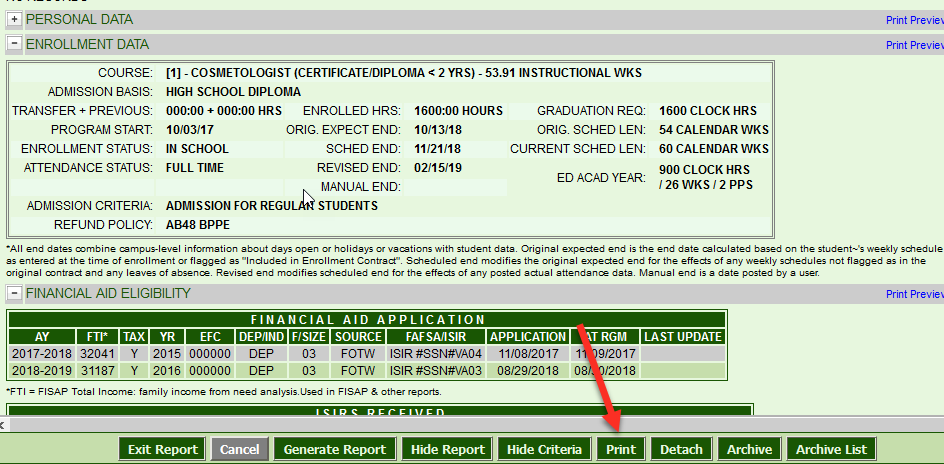 + PERSONAL DATA Print Preview
− ENROLLMENT DATA Print Preview
COURSE: [1] - COSMETOLOGIST (CERTIFICATE/DIPLOMA < 2 YRS) - 53.91 INSTRUCTIONAL WKS
ADMISSION BASIS: HIGH SCHOOL DIPLOMA
TRANSFER + PREVIOUS: 000:00 + 000:00 HRS ENROLLED HRS: 1600:00 HOURS GRADUATION REQ: 1600 CLOCK HRS
PROGRAM START: 10/03/17 ORIG. EXPECT END: 10/13/18 ORIG. SCHED LEN: 54 CALENDAR WKS
ENROLLMENT STATUS: IN SCHOOL SCHED END: 11/21/18 CURRENT SCHED LEN: 60 CALENDAR WKS
ATTENDANCE STATUS: FULL TIME REVISED END: 02/15/19 ED ACAD YEAR: 900 CLOCK HRS
/ 26 WKS / 2 PPS
MANUAL END:
ADMISSION CRITERIA: ADMISSION FOR REGULAR STUDENTS
REFUND POLICY: AB48 BPPE
*All end dates combine campus-level information about days open or holidays or vacations with student data. Original expected end is the end date calculated based on the student~'s weekly schedule
as entered at the time of enrollment or flagged as "Included in Enrollment Contract". Scheduled end modifies the original expected end for the effects of any weekly schedules not flagged as in the
original contract and any leaves of absence. Revised end modifies scheduled end for the effects of any posted actual attendance data. Manual end is a date posted by a user.
− FINANCIAL AID ELIGIBILITY Print Preview
FINANCIAL AID APPLICATION
AY FTI* TAX YR EFC DEP/IND F/SIZE SOURCE FAFSA/ISIR APPLICATION AT RGM LAST UPDATE
2017-2018 32041 Y 2015 000000 DEP 03 FOTW ISIR #SSN#VA04 11/08/2017 11/09/2017
2018-2019 31187 Y 2016 000000 DEP 03 FOTW ISIR #SSN#VA03 08/29/2018 08/30/2018
*FTI = FISAP Total Income: family income from need analysis.Used in FISAP & other reports.
ISIRS RECEIVED
Exit Report Cancel Generate Report Hide Report Hide Criteria Print Detach Archive Archive List